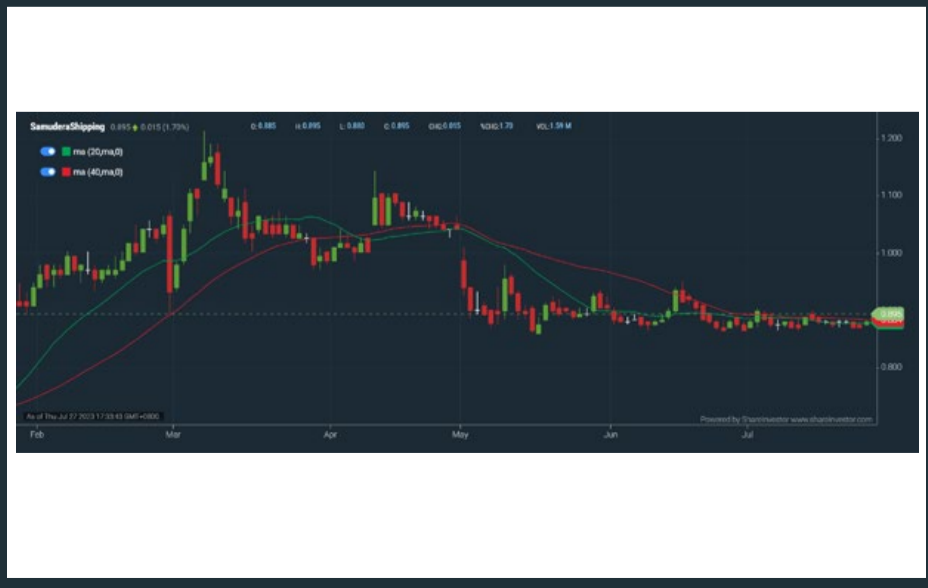 SamuderaShipping 0.895 0.015 (1.70%) O:0.885 H:0.895 L:0.880 C:0.895 CHG:0.015 %CHG:1.70 VOL:1.59 M
ma (20,ma,0)
ma (40,ma,0)
1.200
1.100
1.000
0.895
0.800
As of Thu Jul 27 2023 17:33:43 GMT+0800
Powered by ShareInvestor www.shareinvestor.com
Feb Mar Apr May Jun Jul